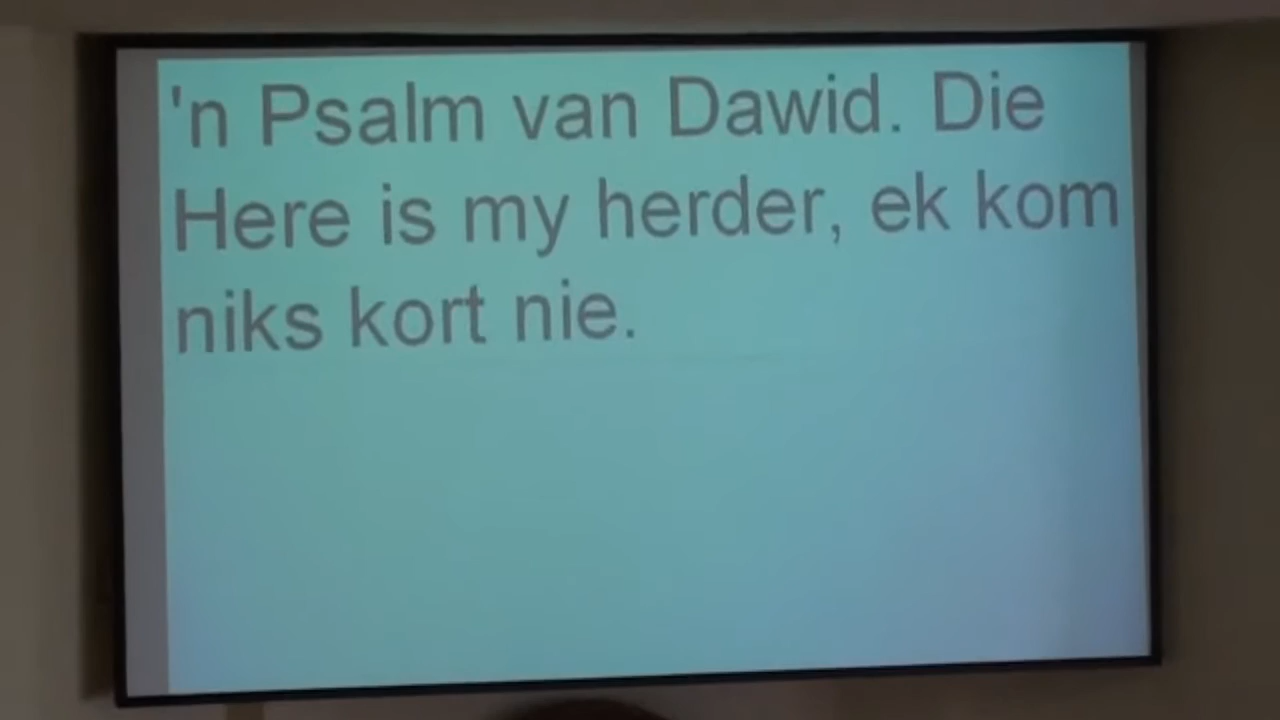 'n Psalm van Dawid. Die
Here is my herder, ek kom
niks kort nie.